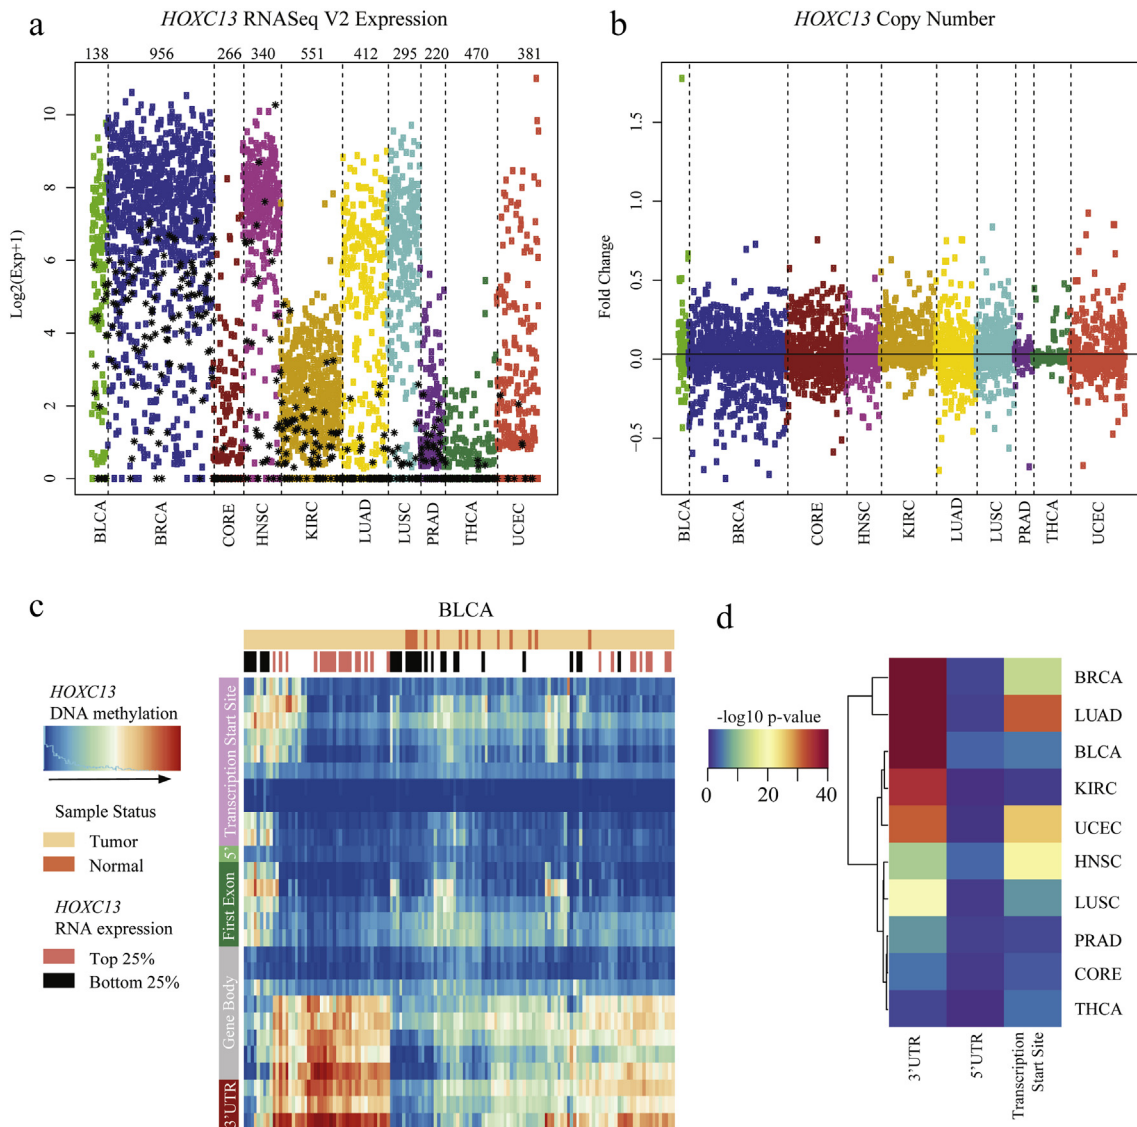 a
HOXC13 RNASeq V2 Expression
138 956 266 340 551 412 295 220 470 381
Log2(Exp+1)
10
8
6
4
2
0
BLCA BRCA CORE HNSC KIRC LUAD LUSC PRAD THCA UCEC
b
HOXC13 Copy Number
Fold Change
1.5
1.0
0.5
0.0
−0.5
BLCA BRCA CORE HNSC KIRC LUAD LUSC PRAD THCA UCEC
c
BLCA
HOXC13
DNA methylation
Sample Status
Tumor
Normal
HOXC13
RNA expression
Top 25%
Bottom 25%
Transcription Start Site
5'
First Exon
Gene Body
3'UTR
d
-log10 p-value
0 20 40
BRCA
LUAD
BLCA
KIRC
UCEC
HNSC
LUSC
PRAD
CORE
THCA
3'UTR
5'UTR
Transcription
Start Site